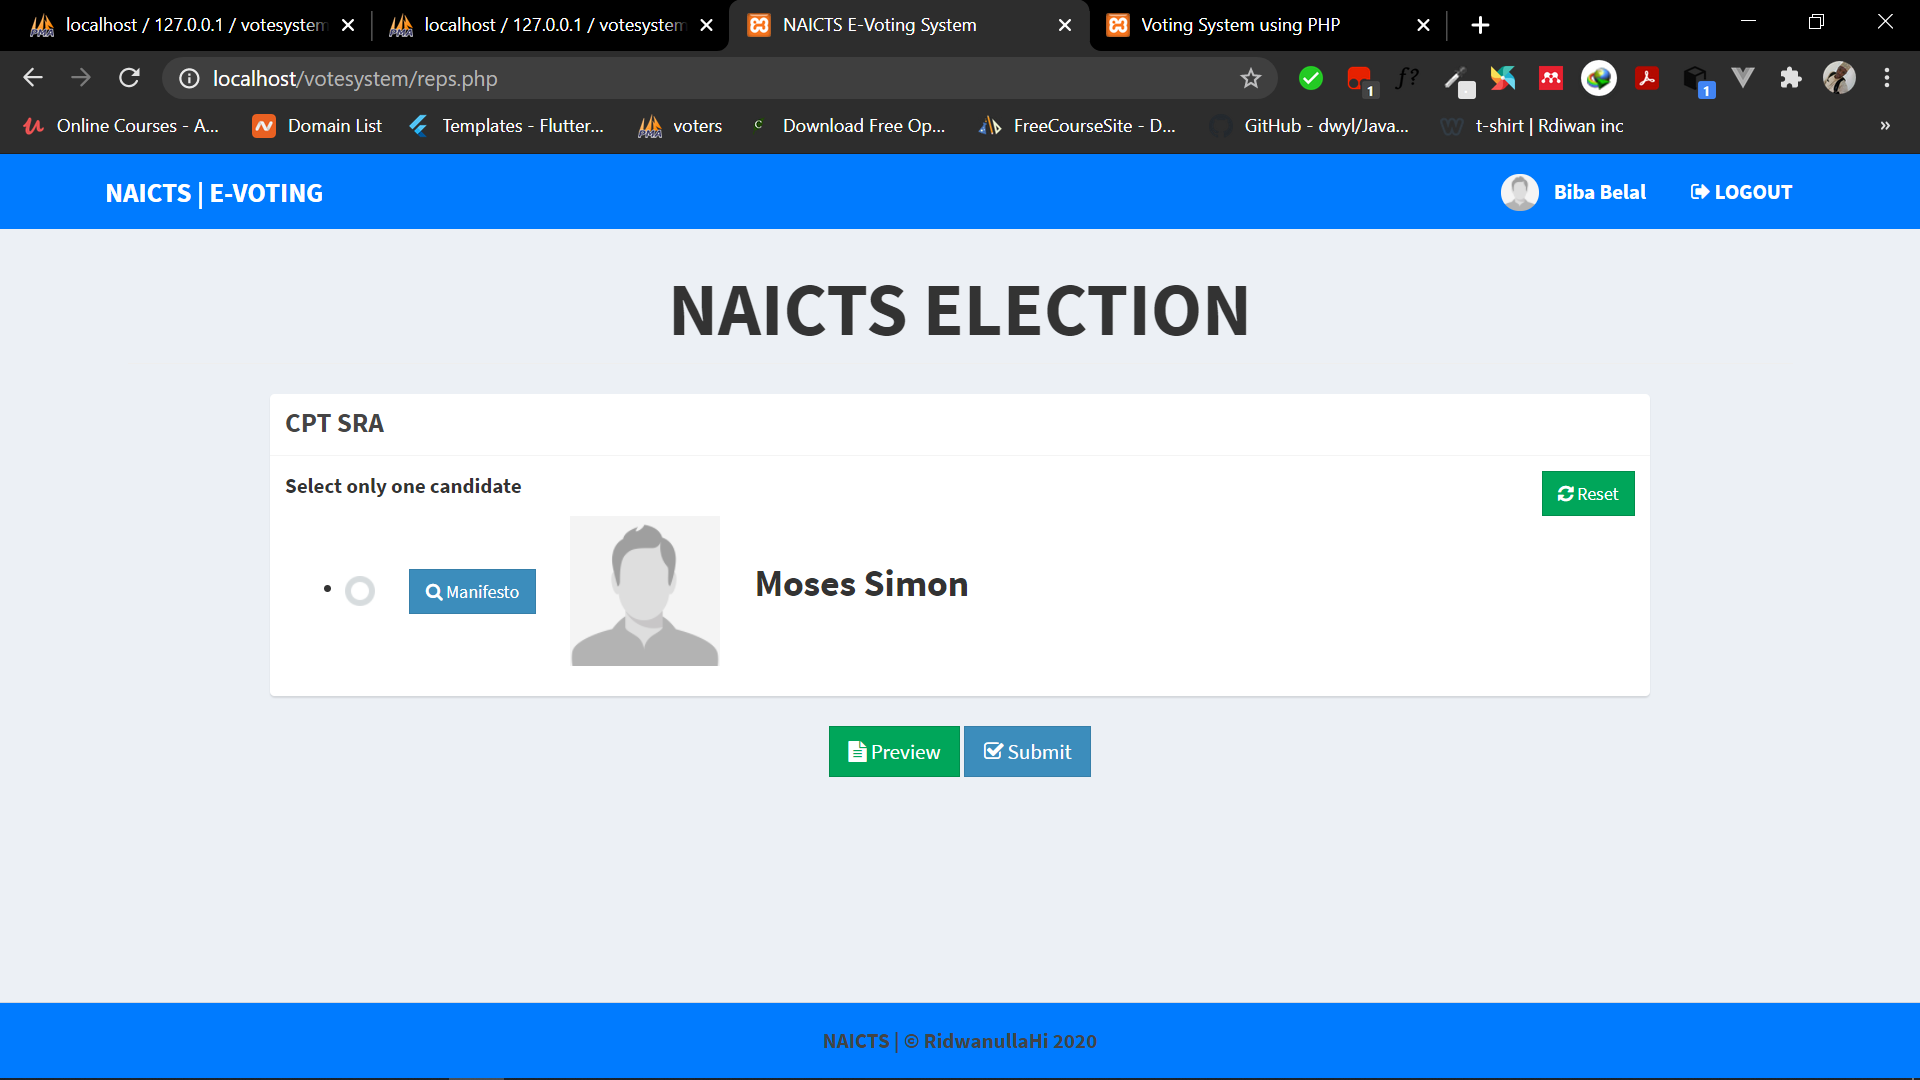 localhost / 127.0.0.1 / votesystem
localhost / 127.0.0.1 / votesystem
NAICTS E-Voting System
Voting System using PHP
localhost/votesystem/reps.php
1
f?
1
Online Courses - A...
Domain List
Templates - Flutter...
voters
Download Free Op...
FreeCourseSite - D...
GitHub - dwyl/Java...
t-shirt | Rdiwan inc
»
NAICTS | E-VOTING
Biba Belal
LOGOUT
NAICTS ELECTION
CPT SRA
Select only one candidate
Reset
Manifesto
Moses Simon
Preview
Submit
NAICTS | © RidwanullaHi 2020